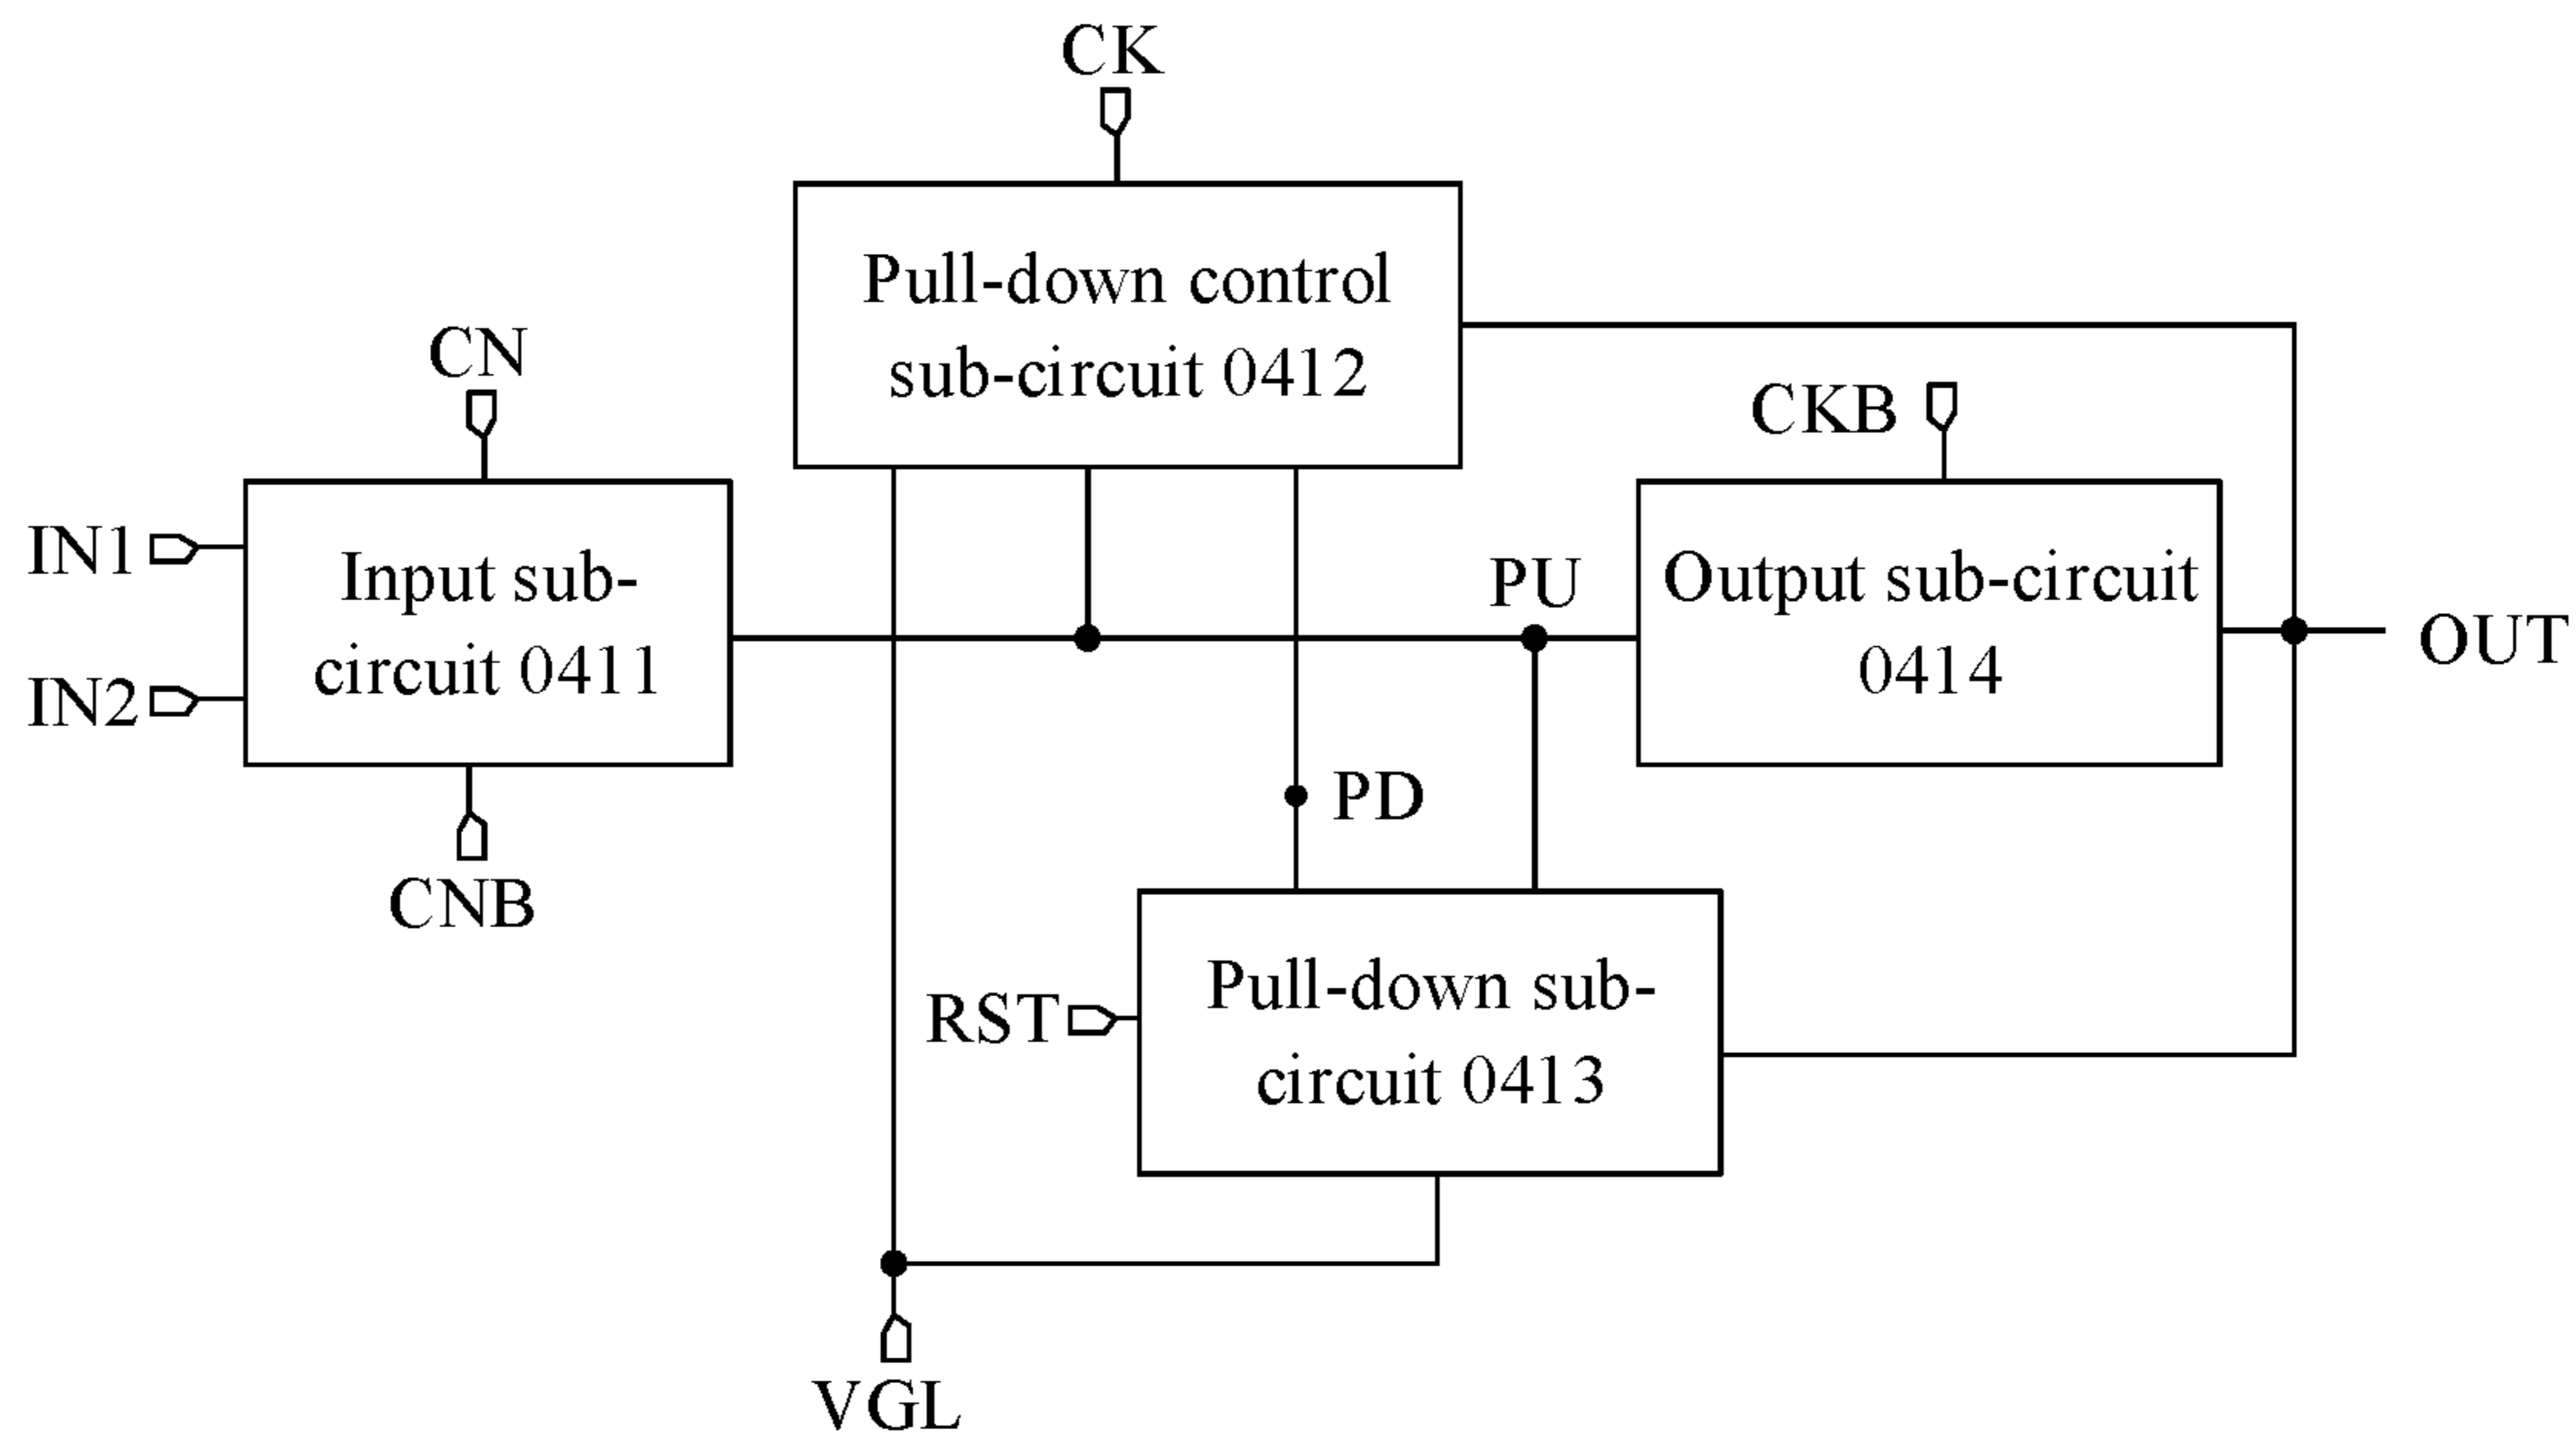 CK
Pull-down control
sub-circuit 0412
CN
CKB
IN1
Input sub-
circuit 0411
IN2
PU
Output sub-circuit
0414
OUT
PD
CNB
RST
Pull-down sub-
circuit 0413
VGL